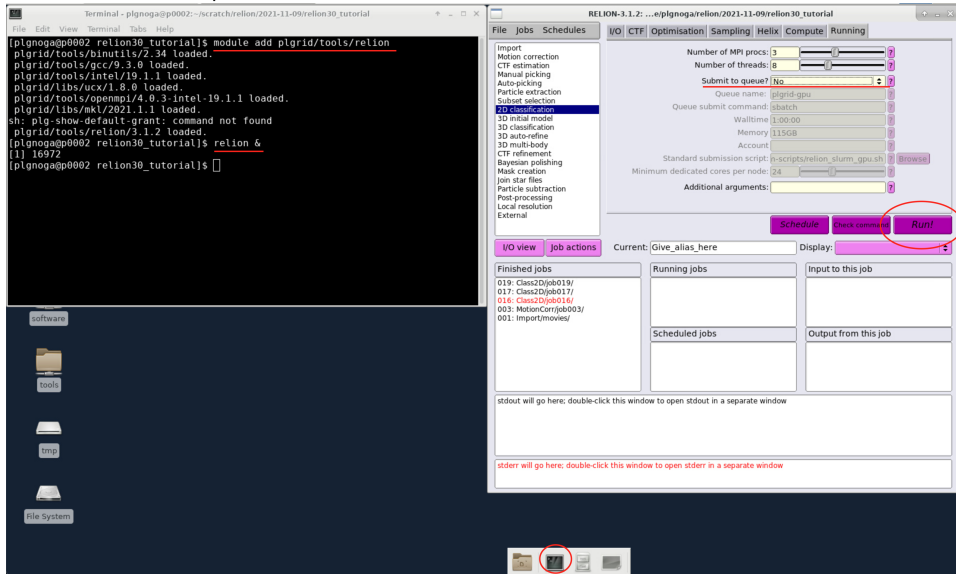 Terminal - plgnoga@p0002:~/scratch/relion/2021-11-09/relion30_tutorial
File Edit View Terminal Tabs Help
[plgnoga@p0002 relion30_tutorial]$ module add plgrid/tools/relion
plgrid/tools/binutils/2.34 loaded.
plgrid/tools/gcc/9.3.0 loaded.
plgrid/tools/intel/19.1.1 loaded.
plgrid/libs/ucx/1.8.0 loaded.
plgrid/tools/openmpi/4.0.3-intel-19.1.1 loaded.
plgrid/libs/mkl/2021.1.1 loaded.
sh: plg-show-default-grant: command not found
plgrid/tools/relion/3.1.2 loaded.
[plgnoga@p0002 relion30_tutorial]$ relion &
[1] 16972
[plgnoga@p0002 relion30_tutorial]$
software
tools
tmp
File System
RELION-3.1.2: ...e/plgnoga/relion/2021-11-09/relion30_tutorial
File Jobs Schedules
I/O CTF Optimisation Sampling Helix Compute Running
Import
Motion correction
CTF estimation
Manual picking
Auto-picking
Particle extraction
Subset selection
2D classification
3D initial model
3D classification
3D auto-refine
3D multi-body
CTF refinement
Bayesian polishing
Mask creation
Join star files
Particle subtraction
Post-processing
Local resolution
External
Number of MPI procs: 3 ?
Number of threads: 8 ?
Submit to queue? No ?
Queue name: plgrid-gpu ?
Queue submit command: sbatch ?
Walltime 1:00:00 ?
Memory 115GB ?
Account ?
Standard submission script: n-scripts/relion_slurm_gpu.sh ? Browse
Minimum dedicated cores per node: 24 ?
Additional arguments: ?
Schedule Check command Run!
I/O view Job actions Current: Give_alias_here Display:
Finished jobs
019: Class2D/job019/
017: Class2D/job017/
016: Class2D/job016/
003: MotionCorr/job003/
001: Import/movies/
Running jobs
Scheduled jobs
Input to this job
Output from this job
stdout will go here; double-click this window to open stdout in a separate window
stderr will go here; double-click this window to open stderr in a separate window